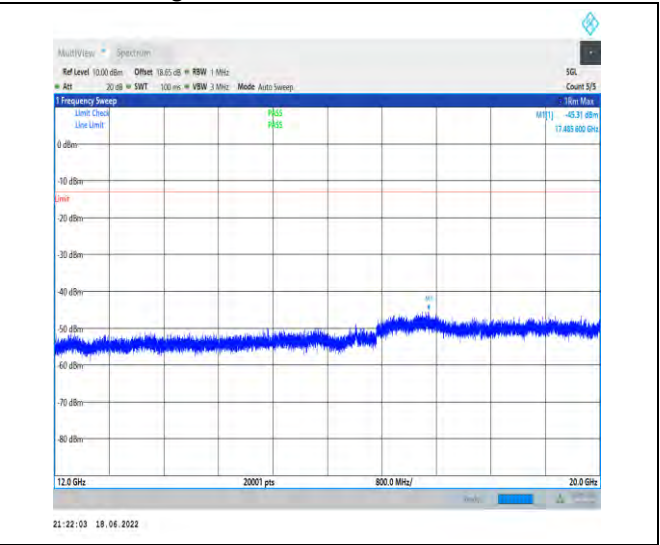 MultiView Spectrum
Ref Level 10.00 dBm Offset 18.65 dB RBW 1 MHz SGL
Att 20 dB SWT 100 ms VBW 3 MHz Mode Auto Sweep Count 5/5
1 Frequency Sweep 1Rm Max
Limit Check PASS M1[1] -45.31 dBm
Line Limit PASS 17.485 600 GHz
0 dBm
-10 dBm
Limit
-20 dBm
-30 dBm
-40 dBm
M1
-50 dBm
-60 dBm
-70 dBm
-80 dBm
12.0 GHz 20001 pts 800.0 MHz/ 20.0 GHz
21:22:03 18.06.2022